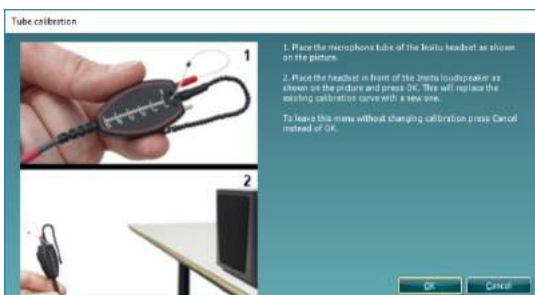 Tube calibration
1
1. Place the microphone tube of the Insitu headset as shown
on the picture.
2. Place the headset in front of the Insitu loudspeaker as
shown on the picture and press OK. This will replace the
existing calibration curve with a new one.
To leave this menu without changing calibration press Cancel
instead of OK.
2
OK
Cancel